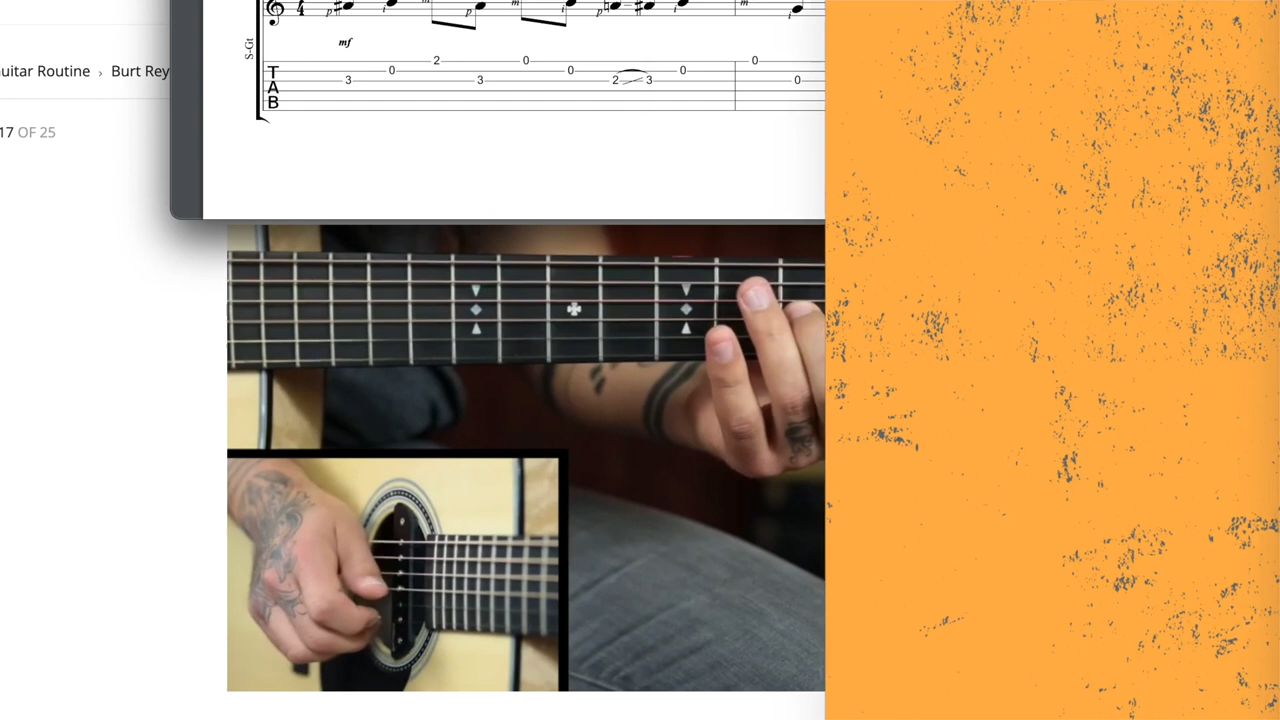 uitar Routine › Burt Rey
17 OF 25
S-Gt
4
p i m p m i p i m i
mf
T
A
B
3 0 2 3 0 0 2 3 0 0 0